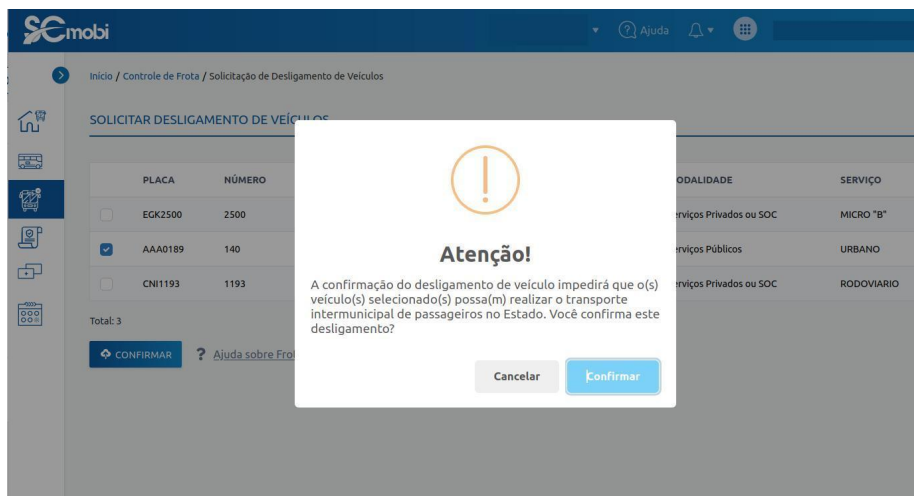 SCmobi
Ajuda
Início / Controle de Frota / Solicitação de Desligamento de Veículos
SOLICITAR DESLIGAMENTO DE VEÍCULOS
PLACA NÚMERO ODALIDADE SERVIÇO
EGK2500 2500 erviços Privados ou SOC MICRO "B"
AAA0189 140 erviços Públicos URBANO
CNI1193 1193 erviços Privados ou SOC RODOVIARIO
Total: 3
CONFIRMAR ? Ajuda sobre Fro
Atenção!
A confirmação do desligamento de veículo impedirá que o(s)
veículo(s) selecionado(s) possa(m) realizar o transporte
intermunicipal de passageiros no Estado. Você confirma este
desligamento?
Cancelar Confirmar